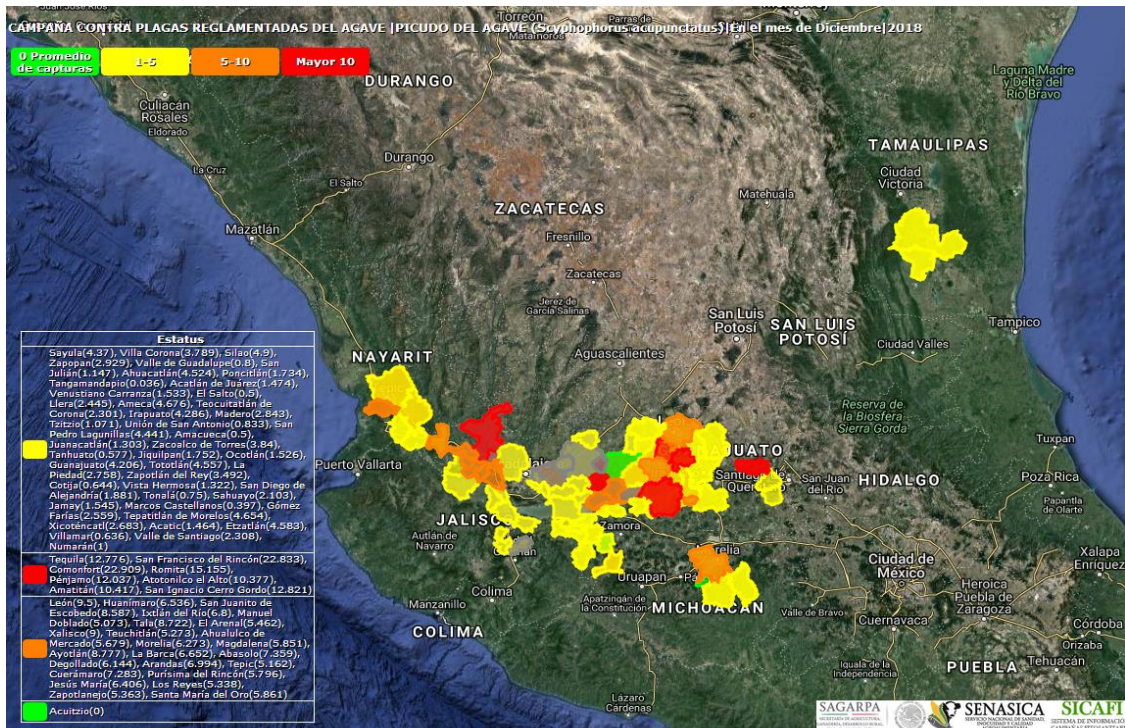 CAMPAÑA CONTRA PLAGAS REGLAMENTADAS DEL AGAVE |PICUDO DEL AGAVE (Scyphophorus acupunctatus)|En el mes de Diciembre|2018
0 Promedio
de capturas
1-5
5-10
Mayor 10
Torreón
Parras de
Matamoros
DURANGO
Culiacán
Rosales
Eldorado
La Cruz
Durango
El Salto
Mazatlán
ZACATECAS
Fresnillo
Zacatecas
Jerez de
García Salinas
Matehuala
Laguna Madre
y Delta del
Río Bravo
TAMAULIPAS
Ciudad
Victoria
San Luis
Potosí
SAN LUIS
POTOSÍ
Tampico
Ciudad Valles
Aguascalientes
NAYARIT
Puerto Vallarta
Reserva de
la Biosfera
Sierra Gorda
Tuxpan
Poza Rica
Papantla
de Olarte
HIDALGO
San Juan
del Río
Santiago de
Querétaro
JALISCO
Autlán de
Navarro
Zamora
Colima
Manzanillo
COLIMA
Uruapan
Apatzingán de
la Constitución
MICHOACÁN
Valle de Bravo
Ciudad de
México
Cuernavaca
Heroica
Puebla de
Zaragoza
Xalapa
Enríquez
Córdoba
Orizaba
Tehuacán
PUEBLA
Iguala de la
Independencia
Lázaro
Cárdenas
Estatus
Sayula(4.37), Villa Corona(3.789), Silao(4.9),
Zapopan(2.929), Valle de Guadalupe(0.8), San
Julián(1.147), Ahuacatlán(4.524), Poncitlán(1.734),
Tangamandapio(0.036), Acatlán de Juárez(1.474),
Venustiano Carranza(1.533), El Salto(0.5),
Llera(2.445), Ameca(4.676), Teocuitatlán de
Corona(2.301), Irapuato(4.286), Madero(2.843),
Tzitzio(1.071), Unión de San Antonio(0.833), San
Pedro Lagunillas(4.441), Amacueca(0.5),
Juanacatlán(1.303), Zacoalco de Torres(3.84),
Tanhuato(0.577), Jiquilpan(1.752), Ocotlán(1.526),
Guanajuato(4.206), Tototlán(4.557), La
Piedad(2.758), Zapotlán del Rey(3.492),
Cotija(0.644), Vista Hermosa(1.322), San Diego de
Alejandría(1.881), Tonalá(0.75), Sahuayo(2.103),
Jamay(1.545), Marcos Castellanos(0.397), Gómez
Farías(2.559), Tepatitlán de Morelos(4.654),
Xicoténcatl(2.683), Acatic(1.464), Etzatlán(4.583),
Villamar(0.636), Valle de Santiago(2.308),
Numarán(1)
Tequila(12.776), San Francisco del Rincón(22.833),
Comonfort(22.909), Romita(15.155),
Pénjamo(12.037), Atotonilco el Alto(10.377),
Amatitán(10.417), San Ignacio Cerro Gordo(12.821)
León(9.5), Huanímaro(6.536), San Juanito de
Escobedo(8.587), Ixtlán del Río(6.8), Manuel
Doblado(5.073), Tala(8.722), El Arenal(5.462),
Xalisco(9), Teuchitlán(5.273), Ahualulco de
Mercado(5.679), Morelia(6.273), Magdalena(5.851),
Ayotlán(8.777), La Barca(6.652), Abasolo(7.359),
Degollado(6.144), Arandas(6.994), Tepic(5.162),
Cuerámaro(7.283), Purísima del Rincón(5.796),
Jesús María(6.406), Los Reyes(5.338),
Zapotlanejo(5.363), Santa María del Oro(5.861)
Acuitzio(0)
SAGARPA
SENASICA
SERVICIO NACIONAL DE SANIDAD,
INOCUIDAD Y CALIDAD
AGROALIMENTARIA
SICAFI